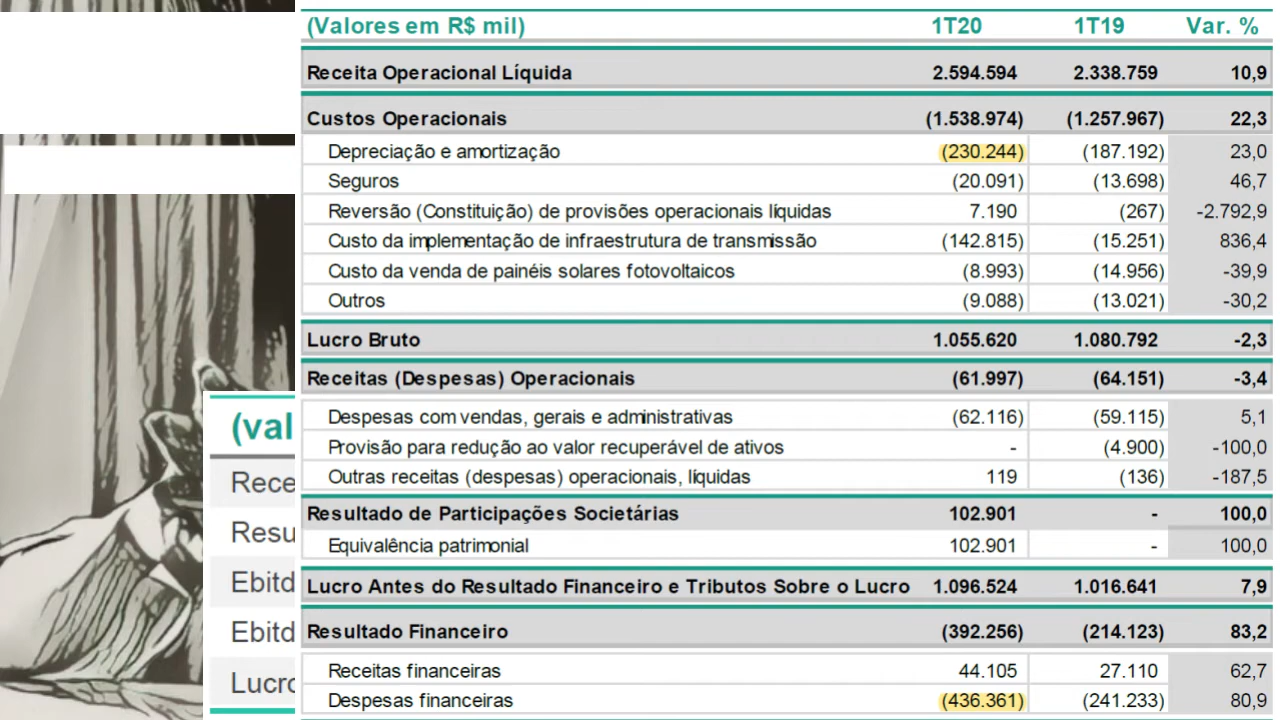 (Valores em R$ mil) 1T20 1T19 Var. %
Receita Operacional Líquida 2.594.594 2.338.759 10,9
Custos Operacionais (1.538.974) (1.257.967) 22,3
Depreciação e amortização (230.244) (187.192) 23,0
Seguros (20.091) (13.698) 46,7
Reversão (Constituição) de provisões operacionais líquidas 7.190 (267) -2.792,9
Custo da implementação de infraestrutura de transmissão (142.815) (15.251) 836,4
Custo da venda de painéis solares fotovoltaicos (8.993) (14.956) -39,9
Outros (9.088) (13.021) -30,2
Lucro Bruto 1.055.620 1.080.792 -2,3
Receitas (Despesas) Operacionais (61.997) (64.151) -3,4
Despesas com vendas, gerais e administrativas (62.116) (59.115) 5,1
Provisão para redução ao valor recuperável de ativos - (4.900) -100,0
Outras receitas (despesas) operacionais, líquidas 119 (136) -187,5
Resultado de Participações Societárias 102.901 - 100,0
Equivalência patrimonial 102.901 - 100,0
Lucro Antes do Resultado Financeiro e Tributos Sobre o Lucro 1.096.524 1.016.641 7,9
Resultado Financeiro (392.256) (214.123) 83,2
Receitas financeiras 44.105 27.110 62,7
Despesas financeiras (436.361) (241.233) 80,9
(val
Rece
Resu
Ebitd
Ebitd
Lucro